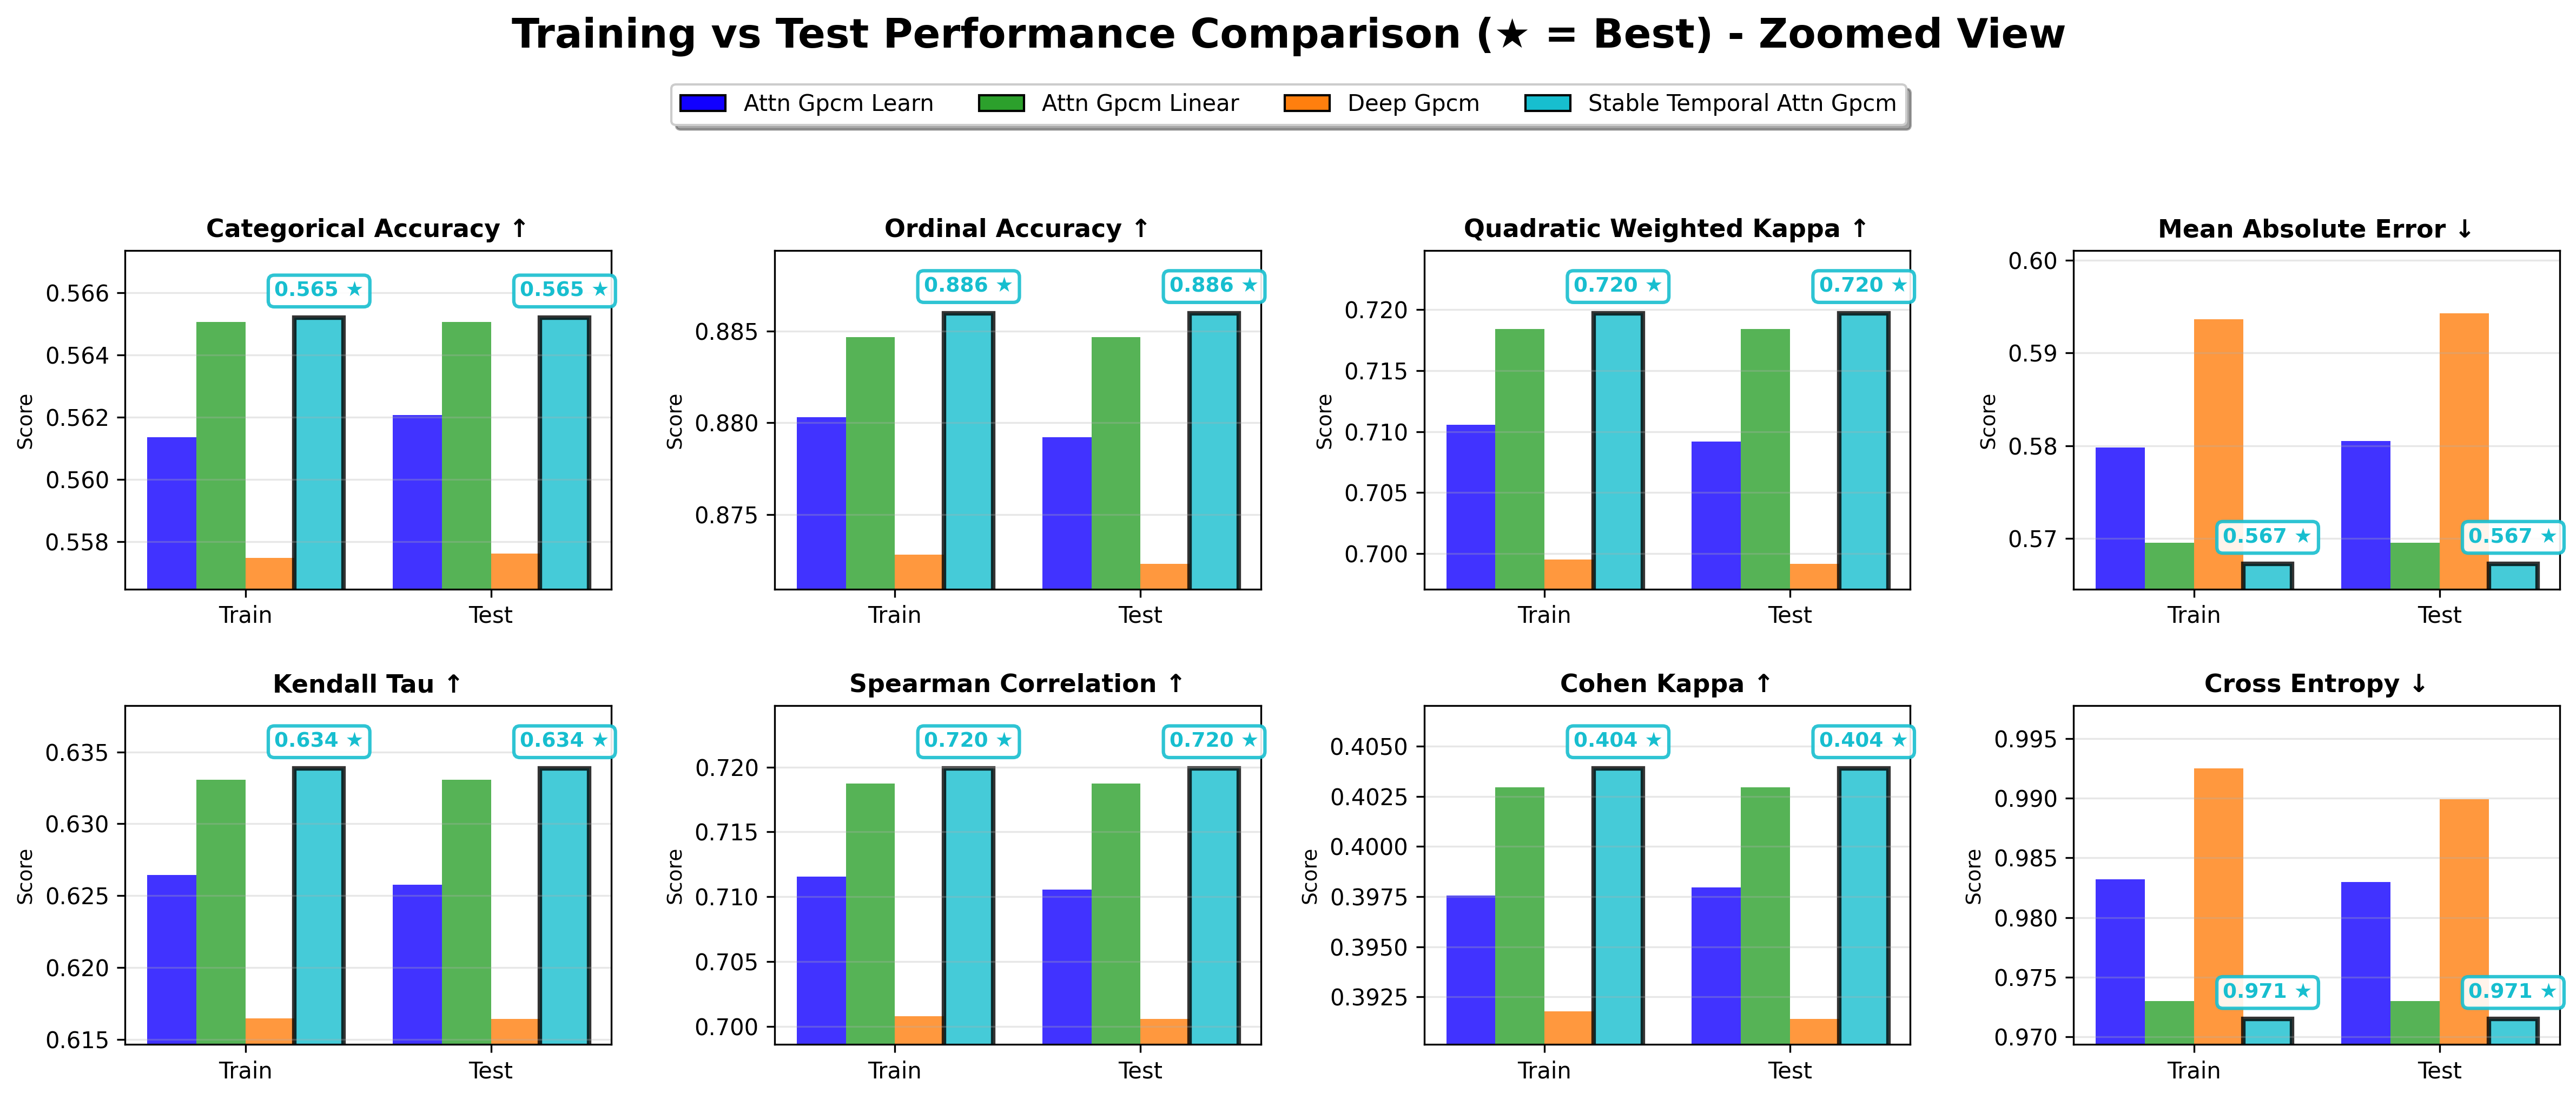 Training vs Test Performance Comparison (★ = Best) - Zoomed View
Attn Gpcm Learn Attn Gpcm Linear Deep Gpcm Stable Temporal Attn Gpcm
Categorical Accuracy ↑
Score
0.566
0.564
0.562
0.560
0.558
0.565 ★ 0.565 ★
Train Test
Ordinal Accuracy ↑
Score
0.885
0.880
0.875
0.886 ★ 0.886 ★
Train Test
Quadratic Weighted Kappa ↑
Score
0.720
0.715
0.710
0.705
0.700
0.720 ★ 0.720 ★
Train Test
Mean Absolute Error ↓
Score
0.60
0.59
0.58
0.57
0.567 ★ 0.567 ★
Train Test
Kendall Tau ↑
Score
0.635
0.630
0.625
0.620
0.615
0.634 ★ 0.634 ★
Train Test
Spearman Correlation ↑
Score
0.720
0.715
0.710
0.705
0.700
0.720 ★ 0.720 ★
Train Test
Cohen Kappa ↑
Score
0.4050
0.4025
0.4000
0.3975
0.3950
0.3925
0.404 ★ 0.404 ★
Train Test
Cross Entropy ↓
Score
0.995
0.990
0.985
0.980
0.975
0.970
0.971 ★ 0.971 ★
Train Test